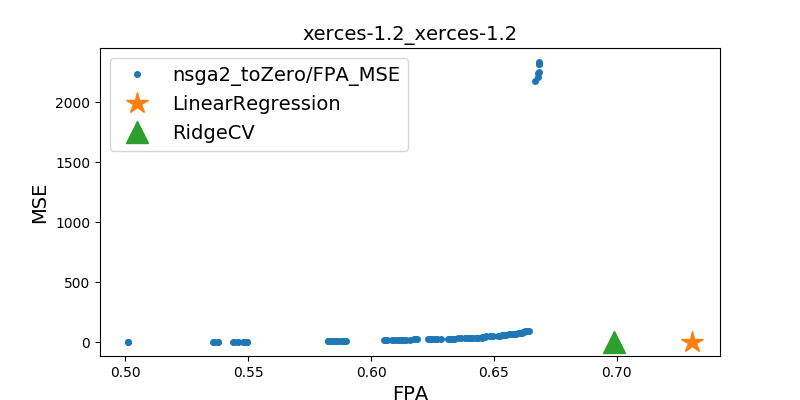 xerces-1.2_xerces-1.2
nsga2_toZero/FPA_MSE
LinearRegression
RidgeCV
MSE
2000
1500
1000
500
0
0.50 0.55 0.60 0.65 0.70
FPA